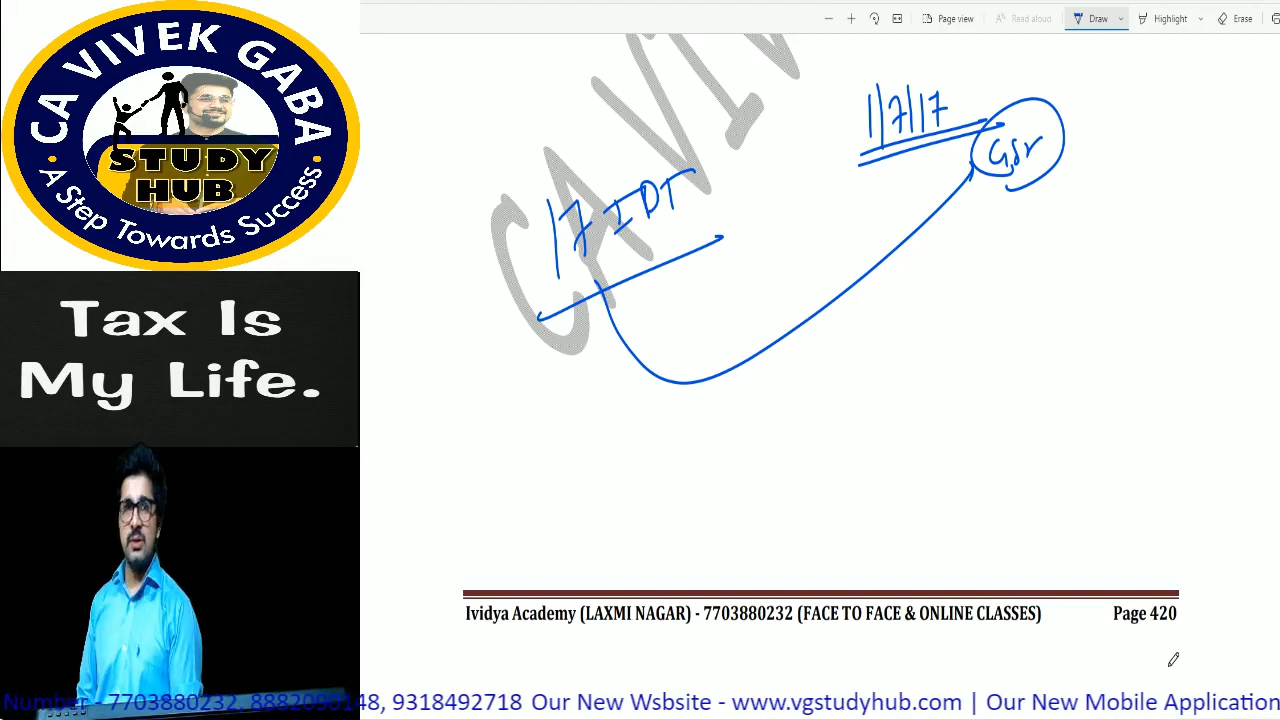 CA VIVEK GABA
STUDY
HUB
A Step Towards Success
Tax Is
My Life.
Page view
Read aloud
Draw
Highlight
Erase
CAVIV
1/7/17
GST
17 IDT
Ividya Academy (LAXMI NAGAR) - 7703880232 (FACE TO FACE & ONLINE CLASSES) Page 420
Number - 7703880232, 8882090148, 9318492718 Our New Wsbsite - www.vgstudyhub.com | Our New Mobile Application